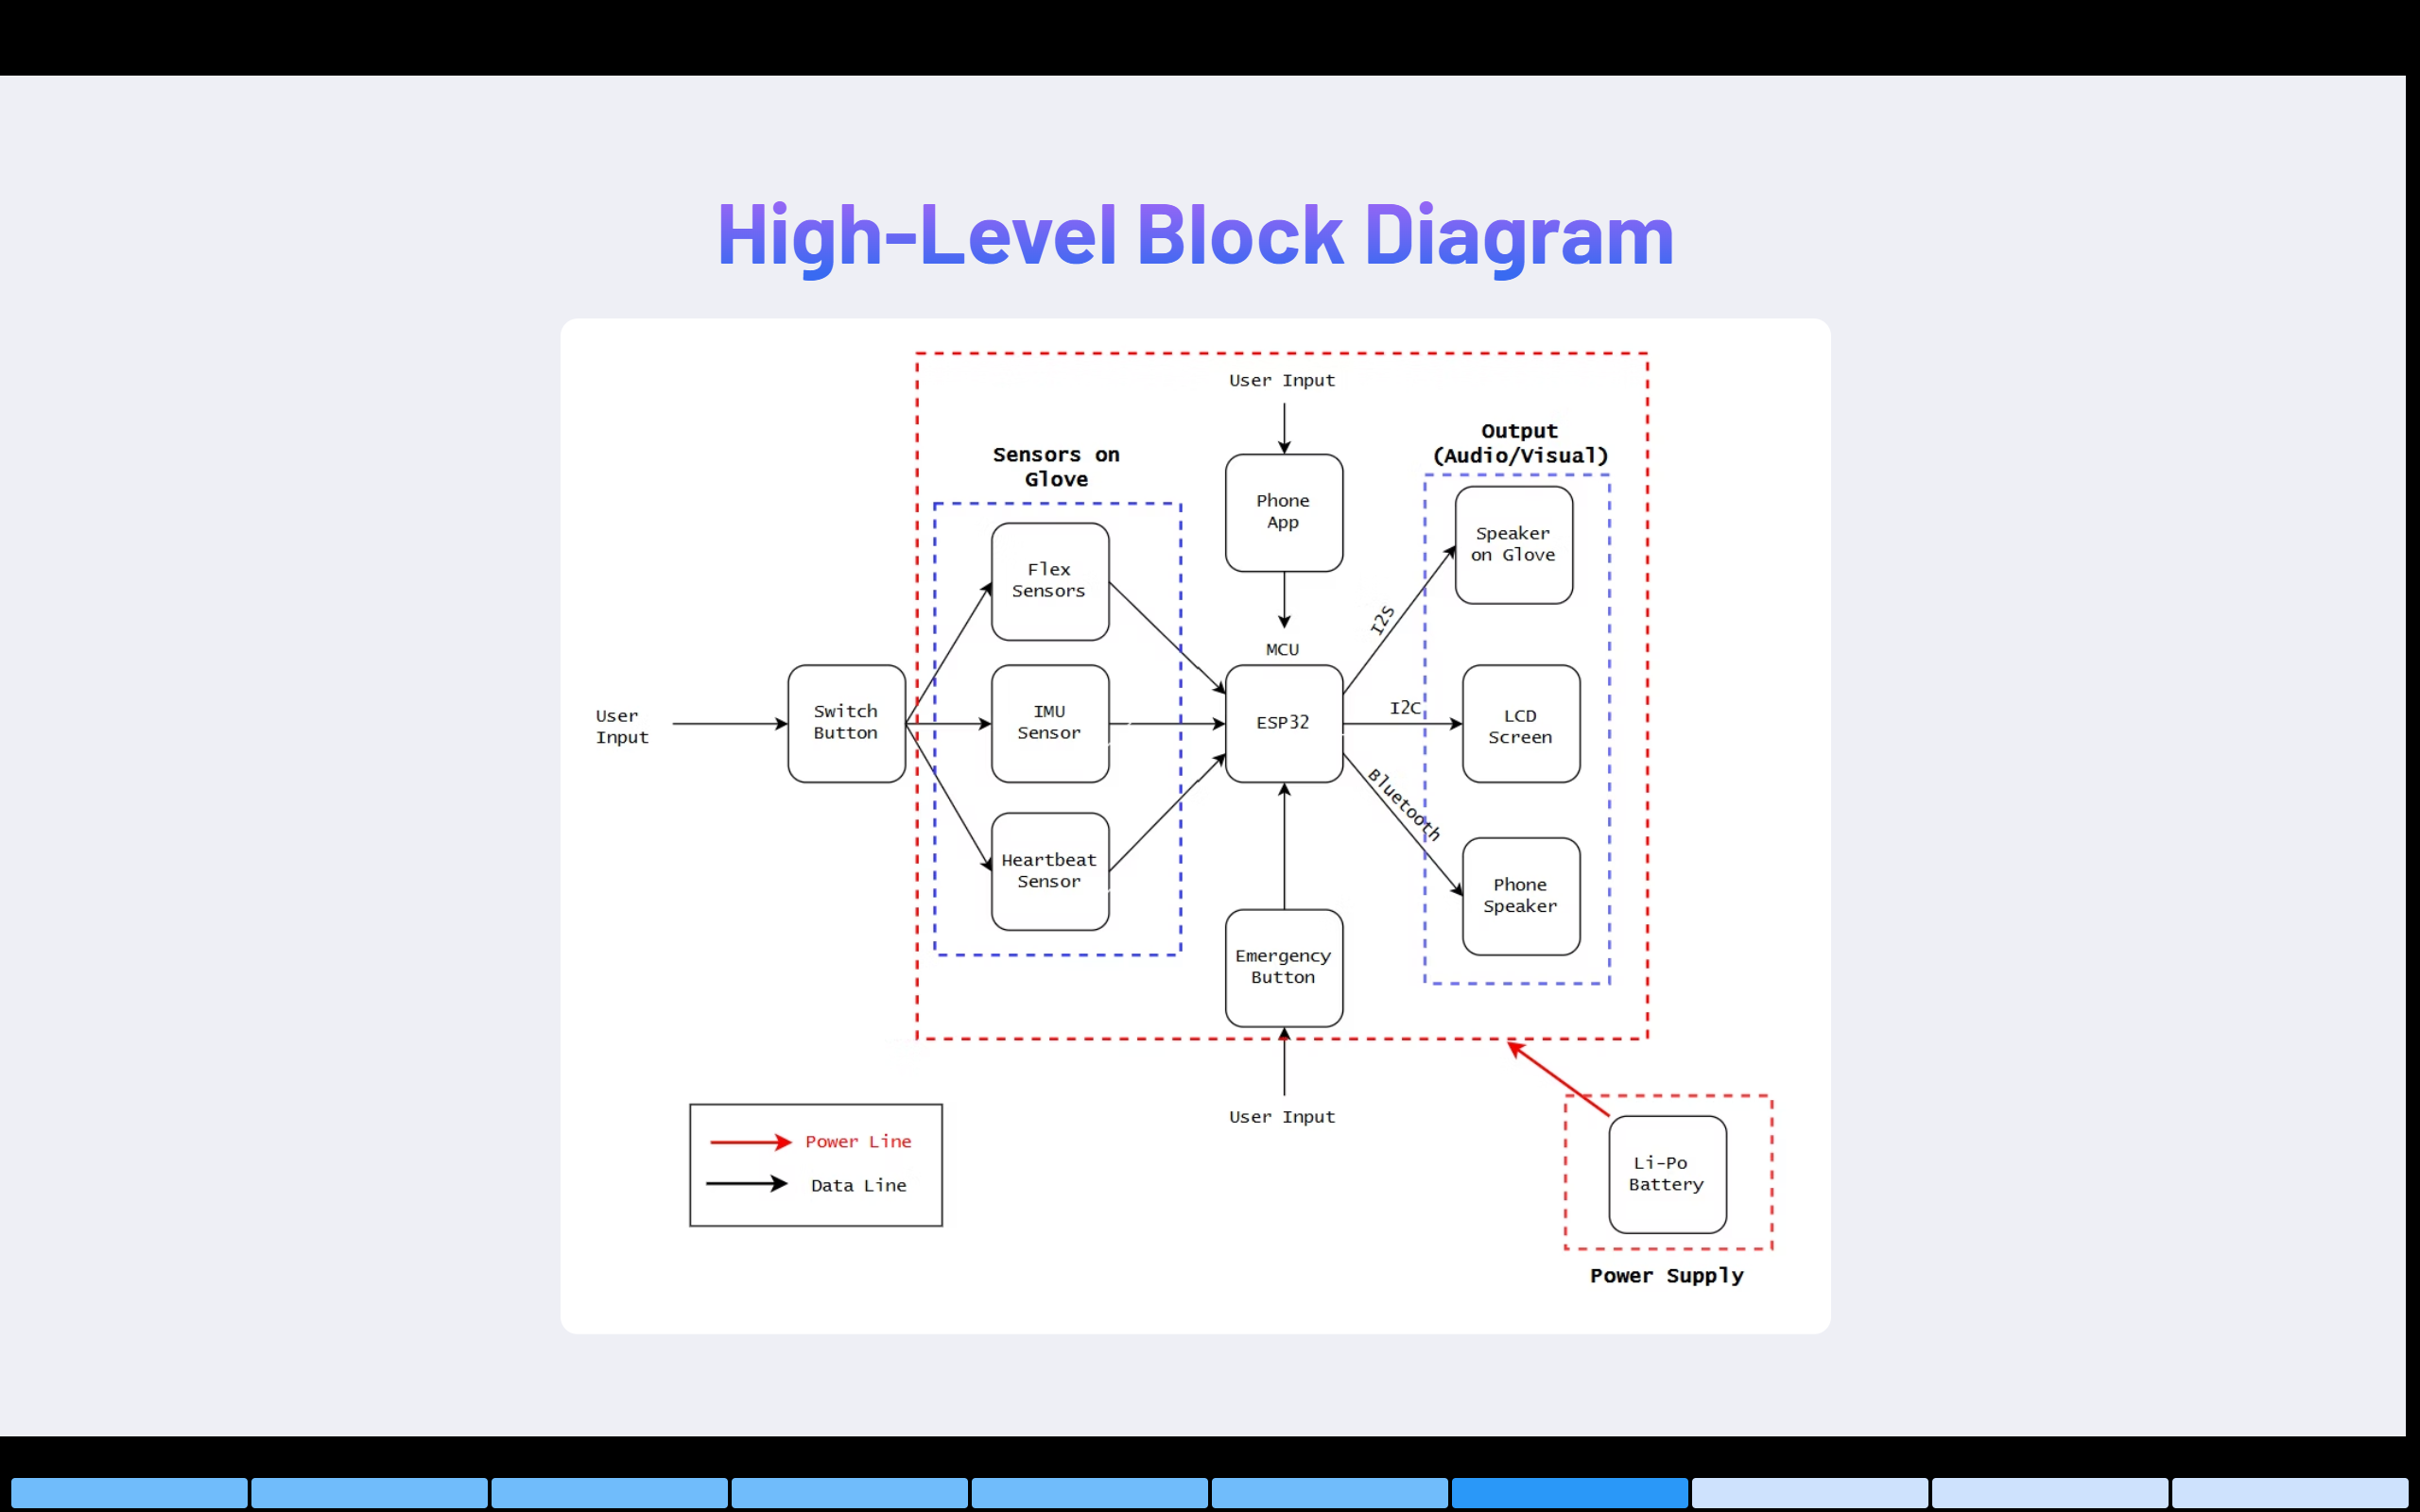 High-Level Block Diagram
User Input
Output
(Audio/Visual)
Sensors on
Glove
Phone
App
Speaker
on Glove
Flex
Sensors
I2S
MCU
User
Input
Switch
Button
IMU
Sensor
ESP32
I2C
LCD
Screen
Bluetooth
Heartbeat
Sensor
Phone
Speaker
Emergency
Button
User Input
Power Line
Data Line
Li-Po
Battery
Power Supply